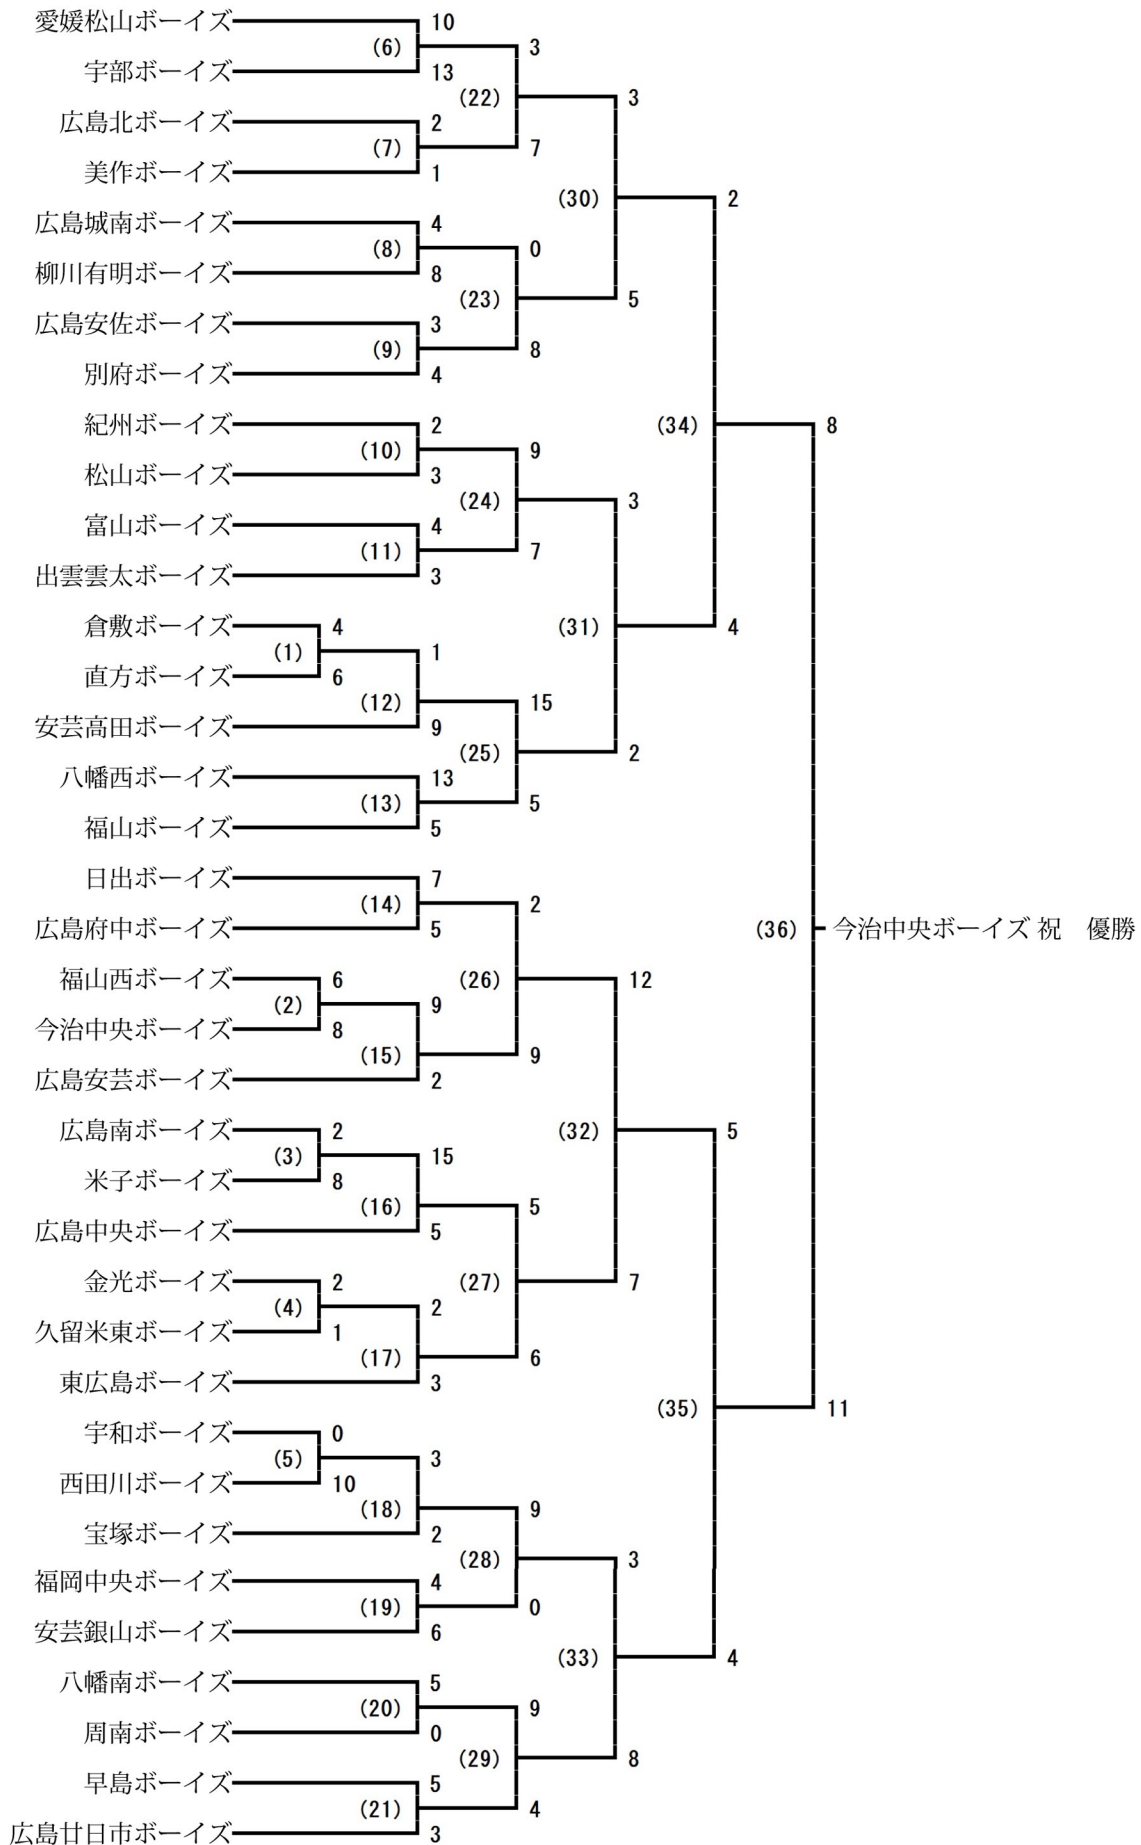 愛媛松山ボーイズ 10
(6) 3
宇部ボーイズ 13
(22) 3
広島北ボーイズ 2
(7) 7
美作ボーイズ 1
(30) 2
広島城南ボーイズ 4
(8) 0
柳川有明ボーイズ 8
(23) 5
広島安佐ボーイズ 3
(9) 8
別府ボーイズ 4
紀州ボーイズ 2 (34) 8
(10) 9
松山ボーイズ 3
(24) 3
富山ボーイズ 4
(11) 7
出雲雲太ボーイズ 3
倉敷ボーイズ 4 (31) 4
(1) 1
直方ボーイズ 6
(12) 15
安芸高田ボーイズ 9
(25) 2
八幡西ボーイズ 13
(13) 5
福山ボーイズ 5
日出ボーイズ 7
(14) 2
広島府中ボーイズ 5 (36) 今治中央ボーイズ 祝　優勝
福山西ボーイズ 6 (26) 12
(2) 9
今治中央ボーイズ 8
(15) 9
広島安芸ボーイズ 2
広島南ボーイズ 2 (32) 5
(3) 15
米子ボーイズ 8
(16) 5
広島中央ボーイズ 5
金光ボーイズ 2 (27) 7
(4) 2
久留米東ボーイズ 1
(17) 6
東広島ボーイズ 3
(35) 11
宇和ボーイズ 0
(5) 3
西田川ボーイズ 10
(18) 9
宝塚ボーイズ 2
(28) 3
福岡中央ボーイズ 4
(19) 0
安芸銀山ボーイズ 6
(33) 4
八幡南ボーイズ 5
(20) 9
周南ボーイズ 0
(29) 8
早島ボーイズ 5
(21) 4
広島廿日市ボーイズ 3